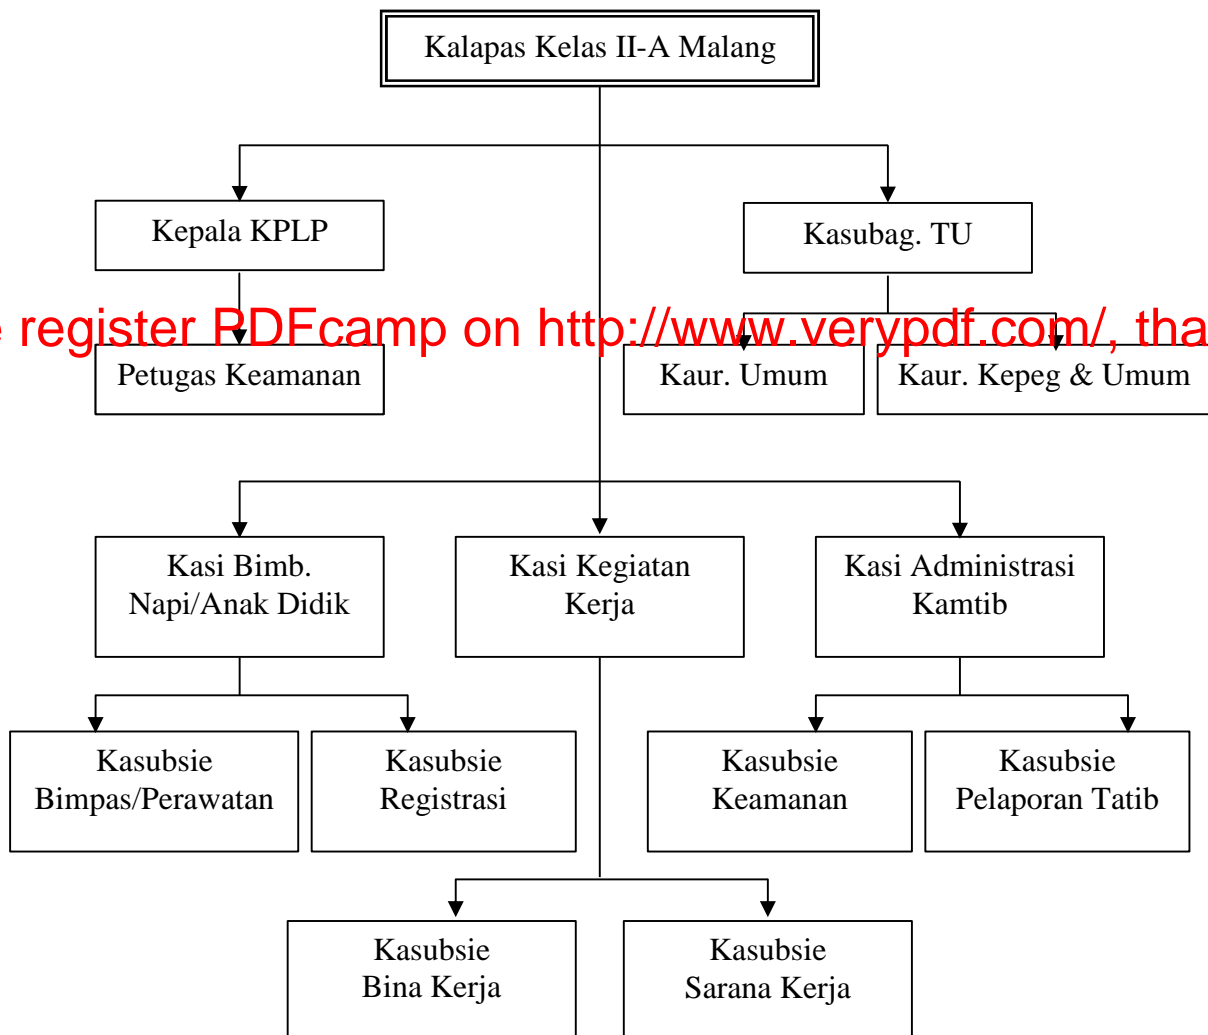 Kalapas Kelas II-A Malang
Kepala KPLP
Kasubag. TU
e register PDFcamp on http://www.verypdf.com/, tha
Petugas Keamanan
Kaur. Umum
Kaur. Kepeg & Umum
Kasi Bimb.
Napi/Anak Didik
Kasi Kegiatan
Kerja
Kasi Administrasi
Kamtib
Kasubsie
Bimpas/Perawatan
Kasubsie
Registrasi
Kasubsie
Keamanan
Kasubsie
Pelaporan Tatib
Kasubsie
Bina Kerja
Kasubsie
Sarana Kerja